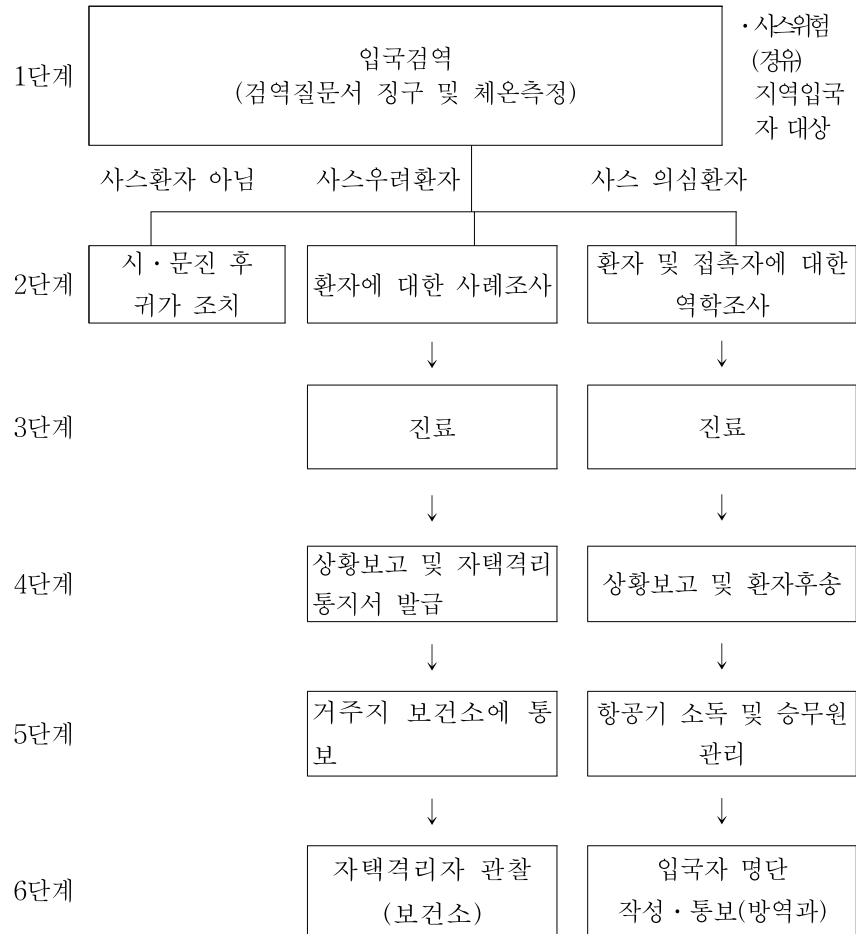 1단계
입국검역
(검역질문서 징구 및 체온측정)
· 사스위험
(경유)
지역입국
자 대상
사스환자 아님
사스우려환자
사스 의심환자
2단계
시·문진 후
귀가 조치
환자에 대한 사례조사
환자 및 접촉자에 대한
역학조사
↓
↓
3단계
진료
진료
↓
↓
4단계
상황보고 및 자택격리
통지서 발급
상황보고 및 환자후송
↓
↓
5단계
거주지 보건소에 통
보
항공기 소독 및 승무원
관리
↓
↓
6단계
자택격리자 관찰
(보건소)
입국자 명단
작성·통보(방역과)